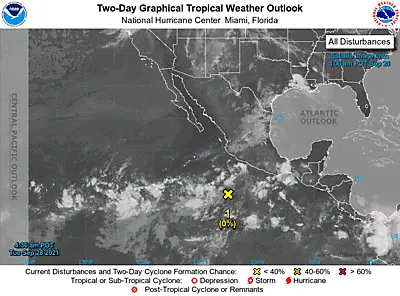 Two-Day Graphical Tropical Weather Outlook
National Hurricane Center Miami, Florida
All Disturbances
CENTRAL PACIFIC OUTLOOK
ATLANTIC
OUTLOOK
1
(0%)
4:36 am PDT
Tue Sep 28 2021
Current Disturbances and Two-Day Cyclone Formation Chance: < 40% 40-60% > 60%
Tropical or Sub-Tropical Cyclone: Depression Storm Hurricane
Post-Tropical Cyclone or Remnants